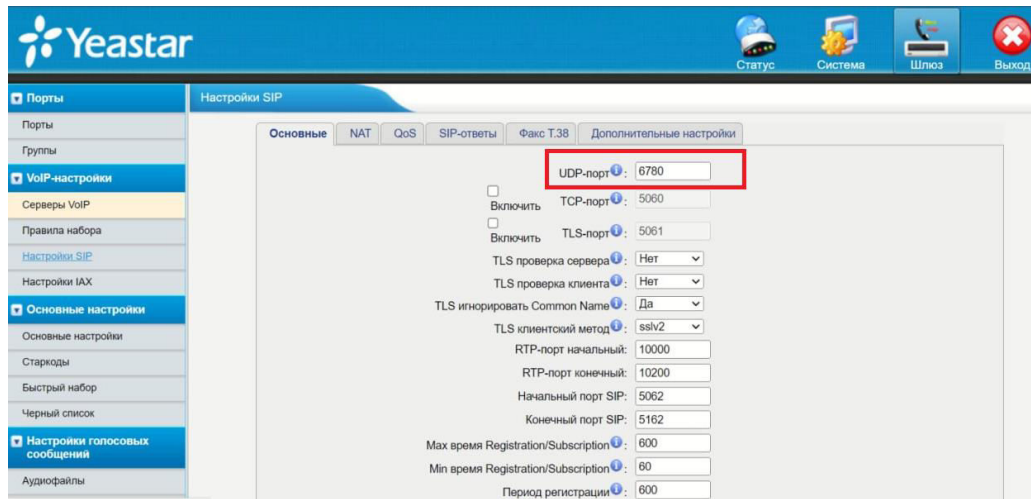 Yeastar
Статус
Система
Шлюз
Выход
Порты
Порты
Группы
VoIP-настройки
Серверы VoIP
Правила набора
Настройки SIP
Настройки IAX
Основные настройки
Основные настройки
Старкоды
Быстрый набор
Черный список
Настройки голосовых
сообщений
Аудиофайлы
Настройки SIP
Основные NAT QoS SIP-ответы Факс T.38 Дополнительные настройки
UDP-порт i : 6780
Включить TCP-порт i : 5060
Включить TLS-порт i : 5061
TLS проверка сервера i : Нет
TLS проверка клиента i : Нет
TLS игнорировать Common Name i : Да
TLS клиентский метод i : sslv2
RTP-порт начальный: 10000
RTP-порт конечный: 10200
Начальный порт SIP: 5062
Конечный порт SIP: 5162
Max время Registration/Subscription i : 600
Min время Registration/Subscription i : 60
Период регистрации i : 600